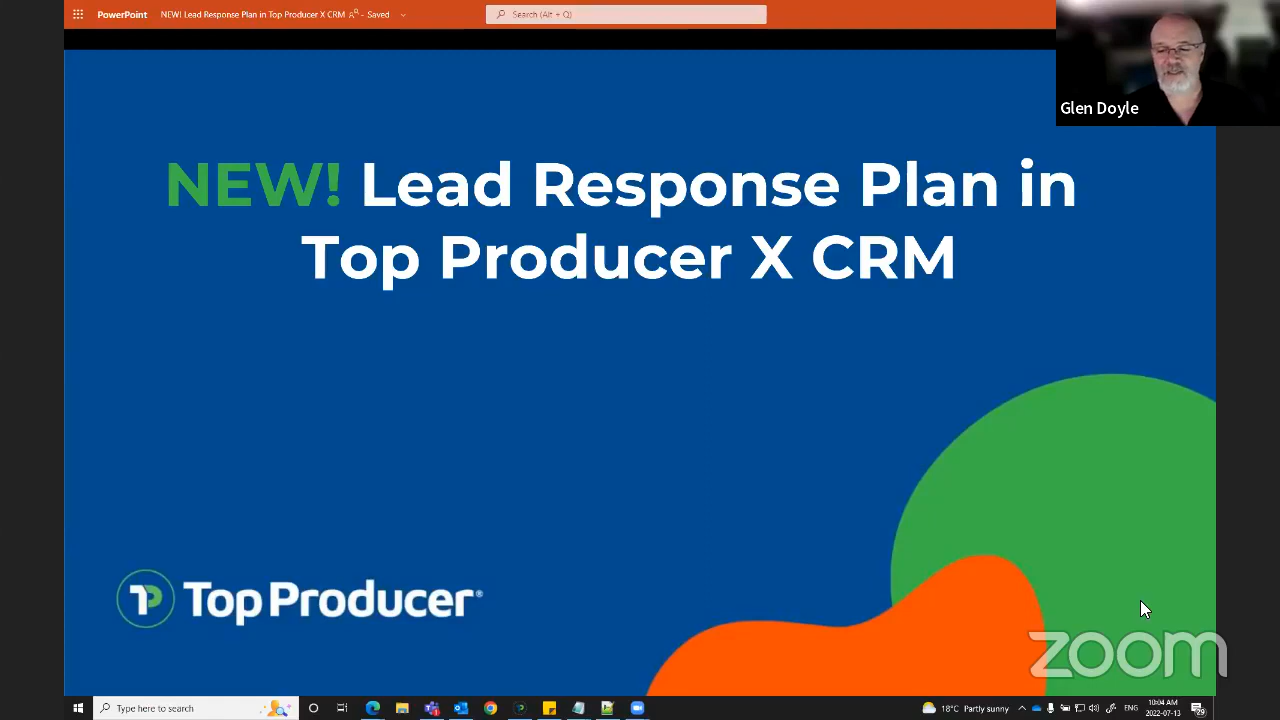 PowerPoint
NEW! Lead Response Plan in Top Producer X CRM
- Saved
Search (Alt + Q)
Glen Doyle
NEW! Lead Response Plan in
Top Producer X CRM
TP Top Producer®
zoom
Type here to search
18°C Partly sunny
ENG
10:04 AM
2022-07-13
29